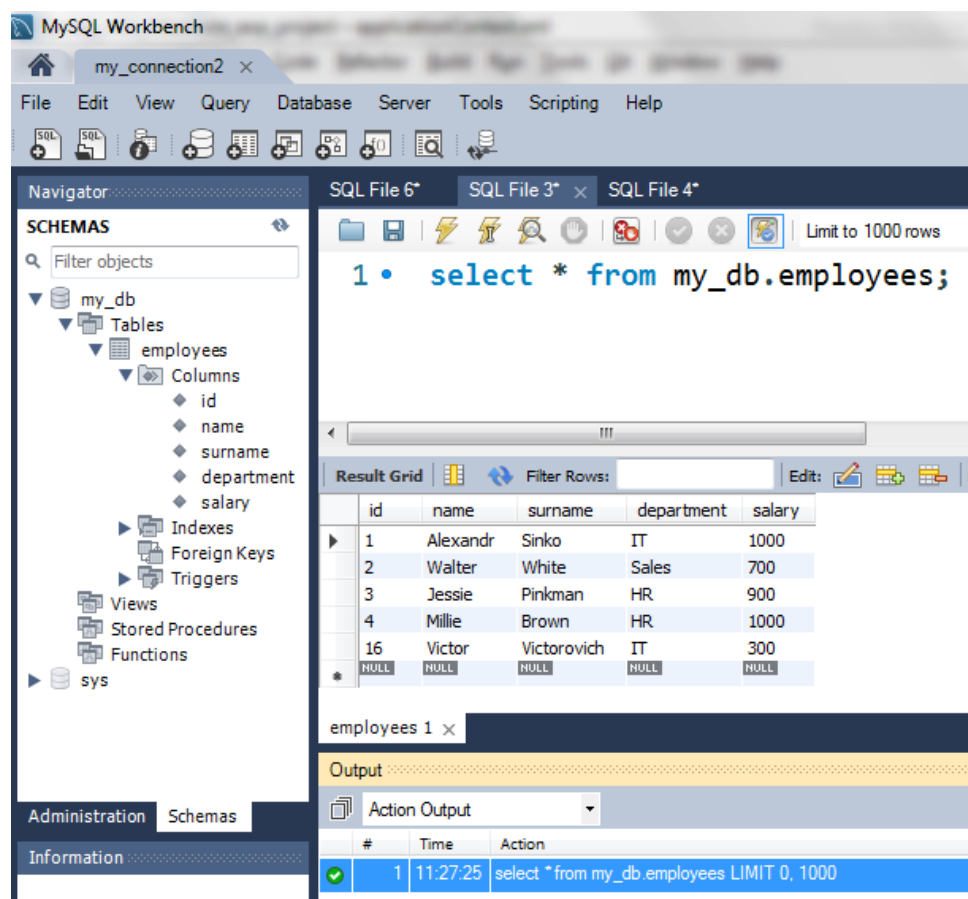 MySQL Workbench
my_connection2 ×
File Edit View Query Database Server Tools Scripting Help
SQL SQL
Navigator
SCHEMAS
Filter objects
my_db
Tables
employees
Columns
id
name
surname
department
salary
Indexes
Foreign Keys
Triggers
Views
Stored Procedures
Functions
sys
Administration Schemas
Information
SQL File 6* SQL File 3* × SQL File 4*
Limit to 1000 rows
1 • select * from my_db.employees;
Result Grid Filter Rows: Edit:
id name surname department salary
1 Alexandr Sinko IT 1000
2 Walter White Sales 700
3 Jessie Pinkman HR 900
4 Millie Brown HR 1000
16 Victor Victorovich IT 300
* NULL NULL NULL NULL NULL
employees 1 ×
Output
Action Output
# Time Action
1 11:27:25 select * from my_db.employees LIMIT 0, 1000